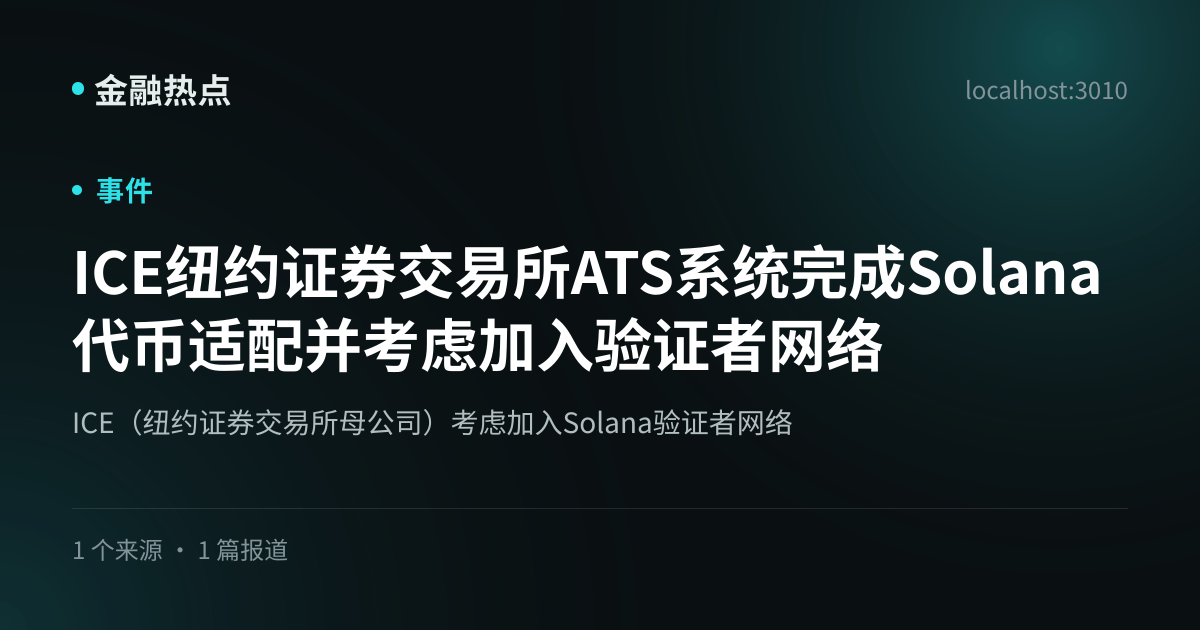 金融热点
localhost:3010
事件
ICE纽约证券交易所ATS系统完成Solana
代币适配并考虑加入验证者网络
ICE（纽约证券交易所母公司）考虑加入Solana验证者网络
1 个来源 · 1 篇报道